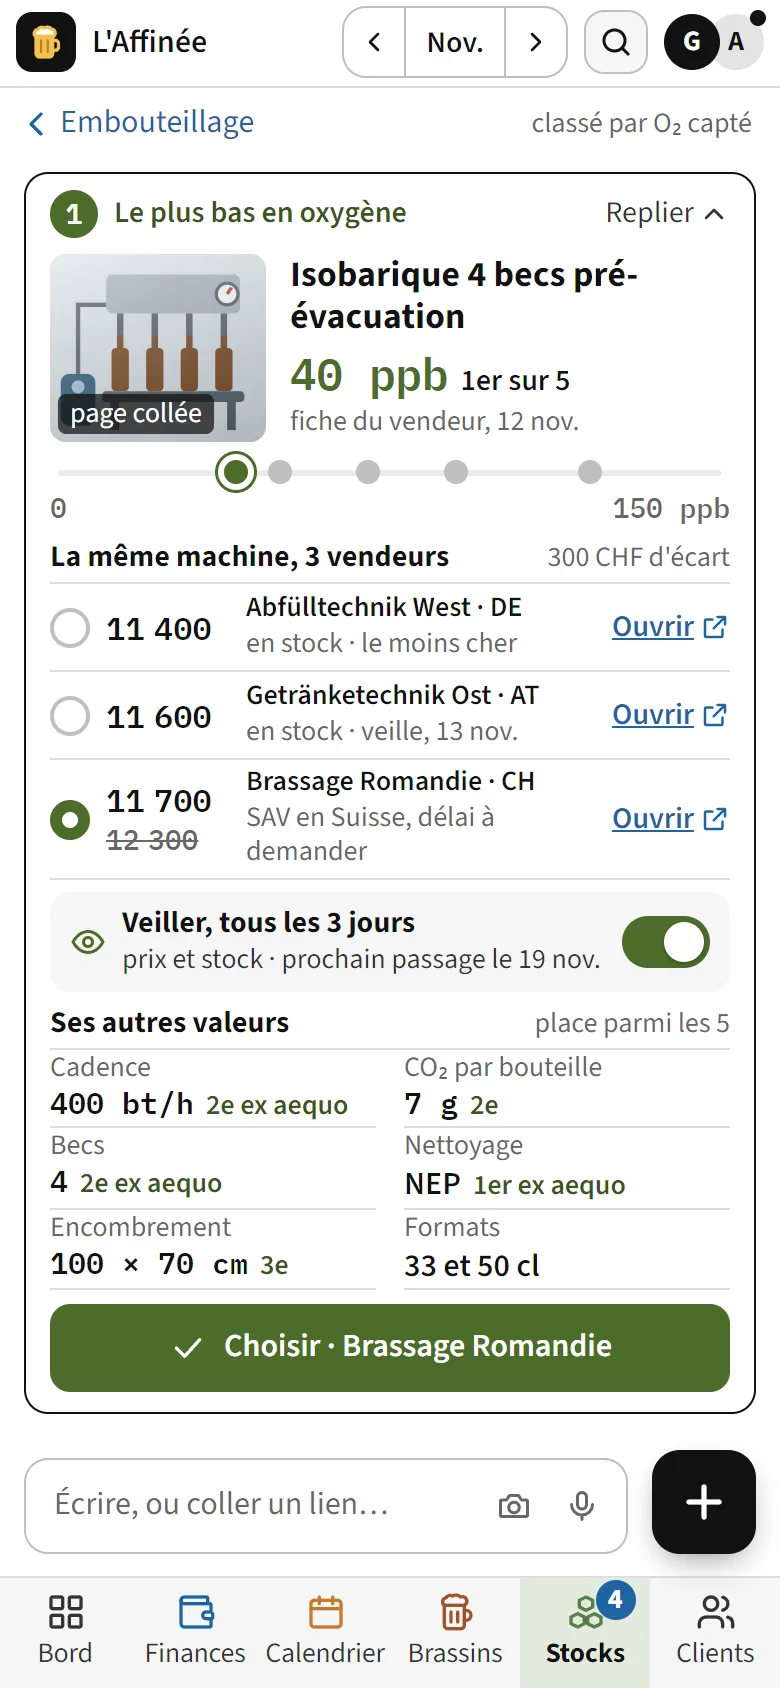 L'Affinée
Nov.
G
A
Embouteillage
classé par O₂ capté
1
Le plus bas en oxygène
Replier
page collée
Isobarique 4 becs pré-
évacuation
40 ppb 1er sur 5
fiche du vendeur, 12 nov.
0
150 ppb
La même machine, 3 vendeurs
300 CHF d'écart
11 400
Abfülltechnik West · DE
en stock · le moins cher
Ouvrir
11 600
Getränketechnik Ost · AT
en stock · veille, 13 nov.
Ouvrir
11 700
12 300
Brassage Romandie · CH
SAV en Suisse, délai à
demander
Ouvrir
Veiller, tous les 3 jours
prix et stock · prochain passage le 19 nov.
Ses autres valeurs
place parmi les 5
Cadence
400 bt/h 2e ex aequo
CO₂ par bouteille
7 g 2e
Becs
4 2e ex aequo
Nettoyage
NEP 1er ex aequo
Encombrement
100 × 70 cm 3e
Formats
33 et 50 cl
Choisir · Brassage Romandie
Écrire, ou coller un lien…
Bord
Finances
Calendrier
Brassins
4
Stocks
Clients